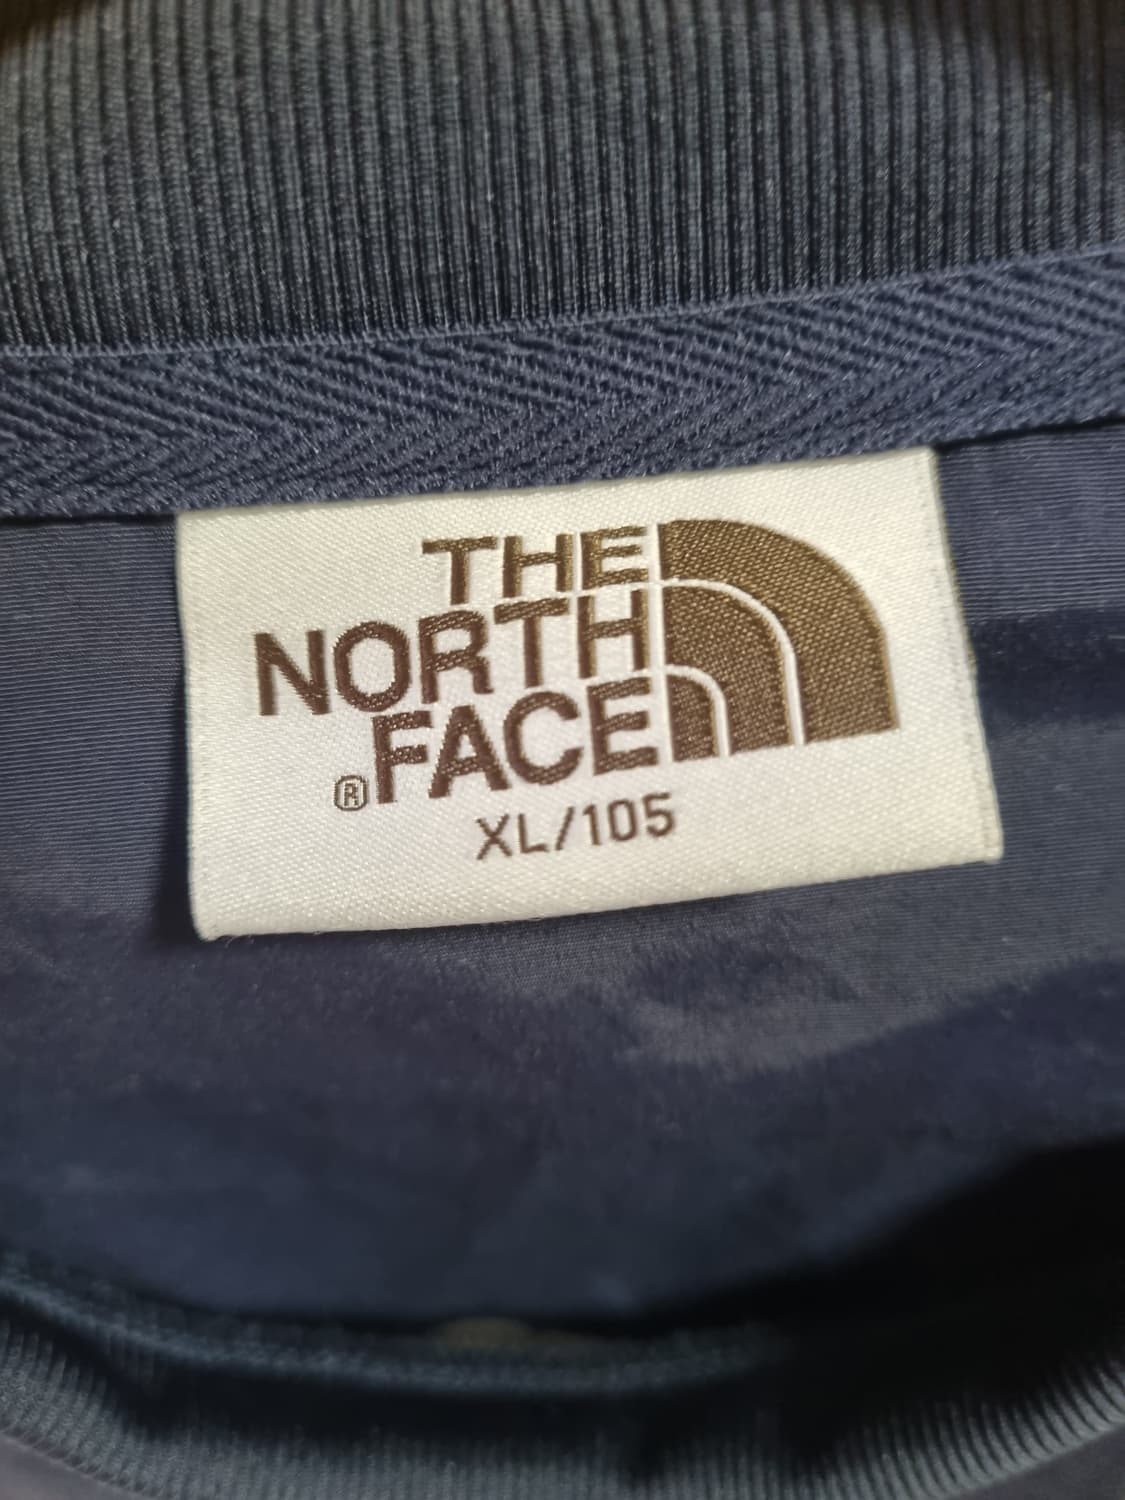 THE
NORTH
®FACE
XL/105